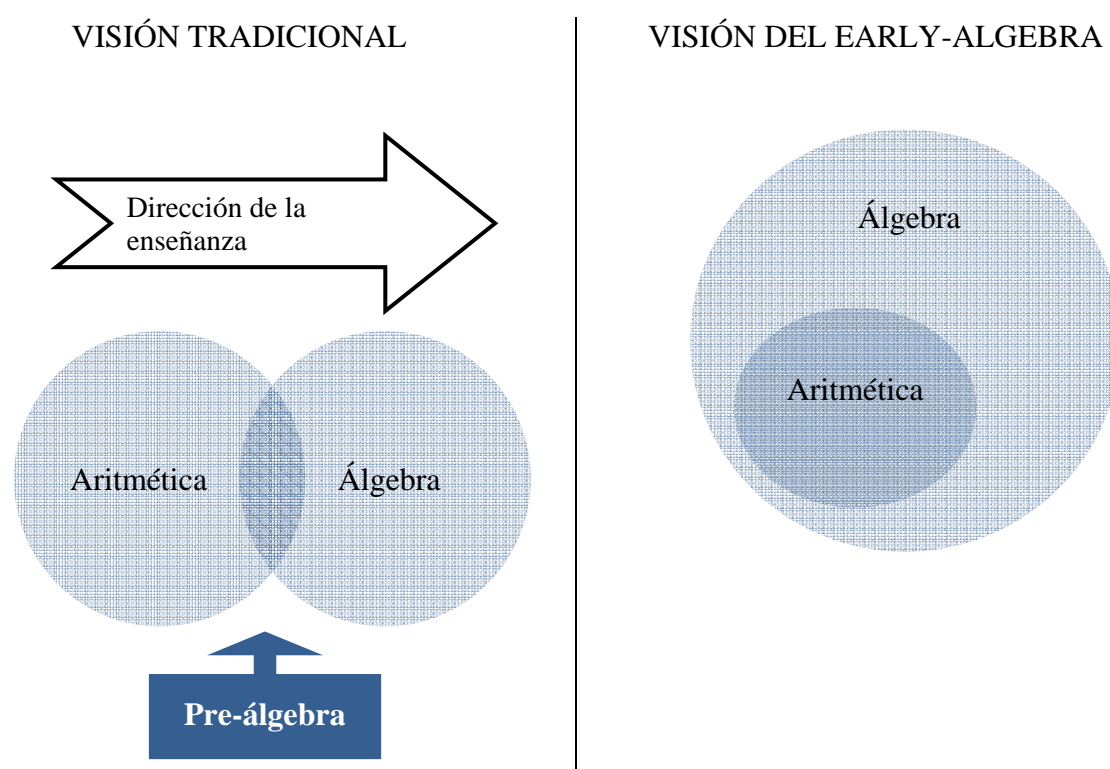 VISIÓN TRADICIONAL
Dirección de la
enseñanza
Aritmética
Álgebra
Pre-álgebra
VISIÓN DEL EARLY-ALGEBRA
Álgebra
Aritmética